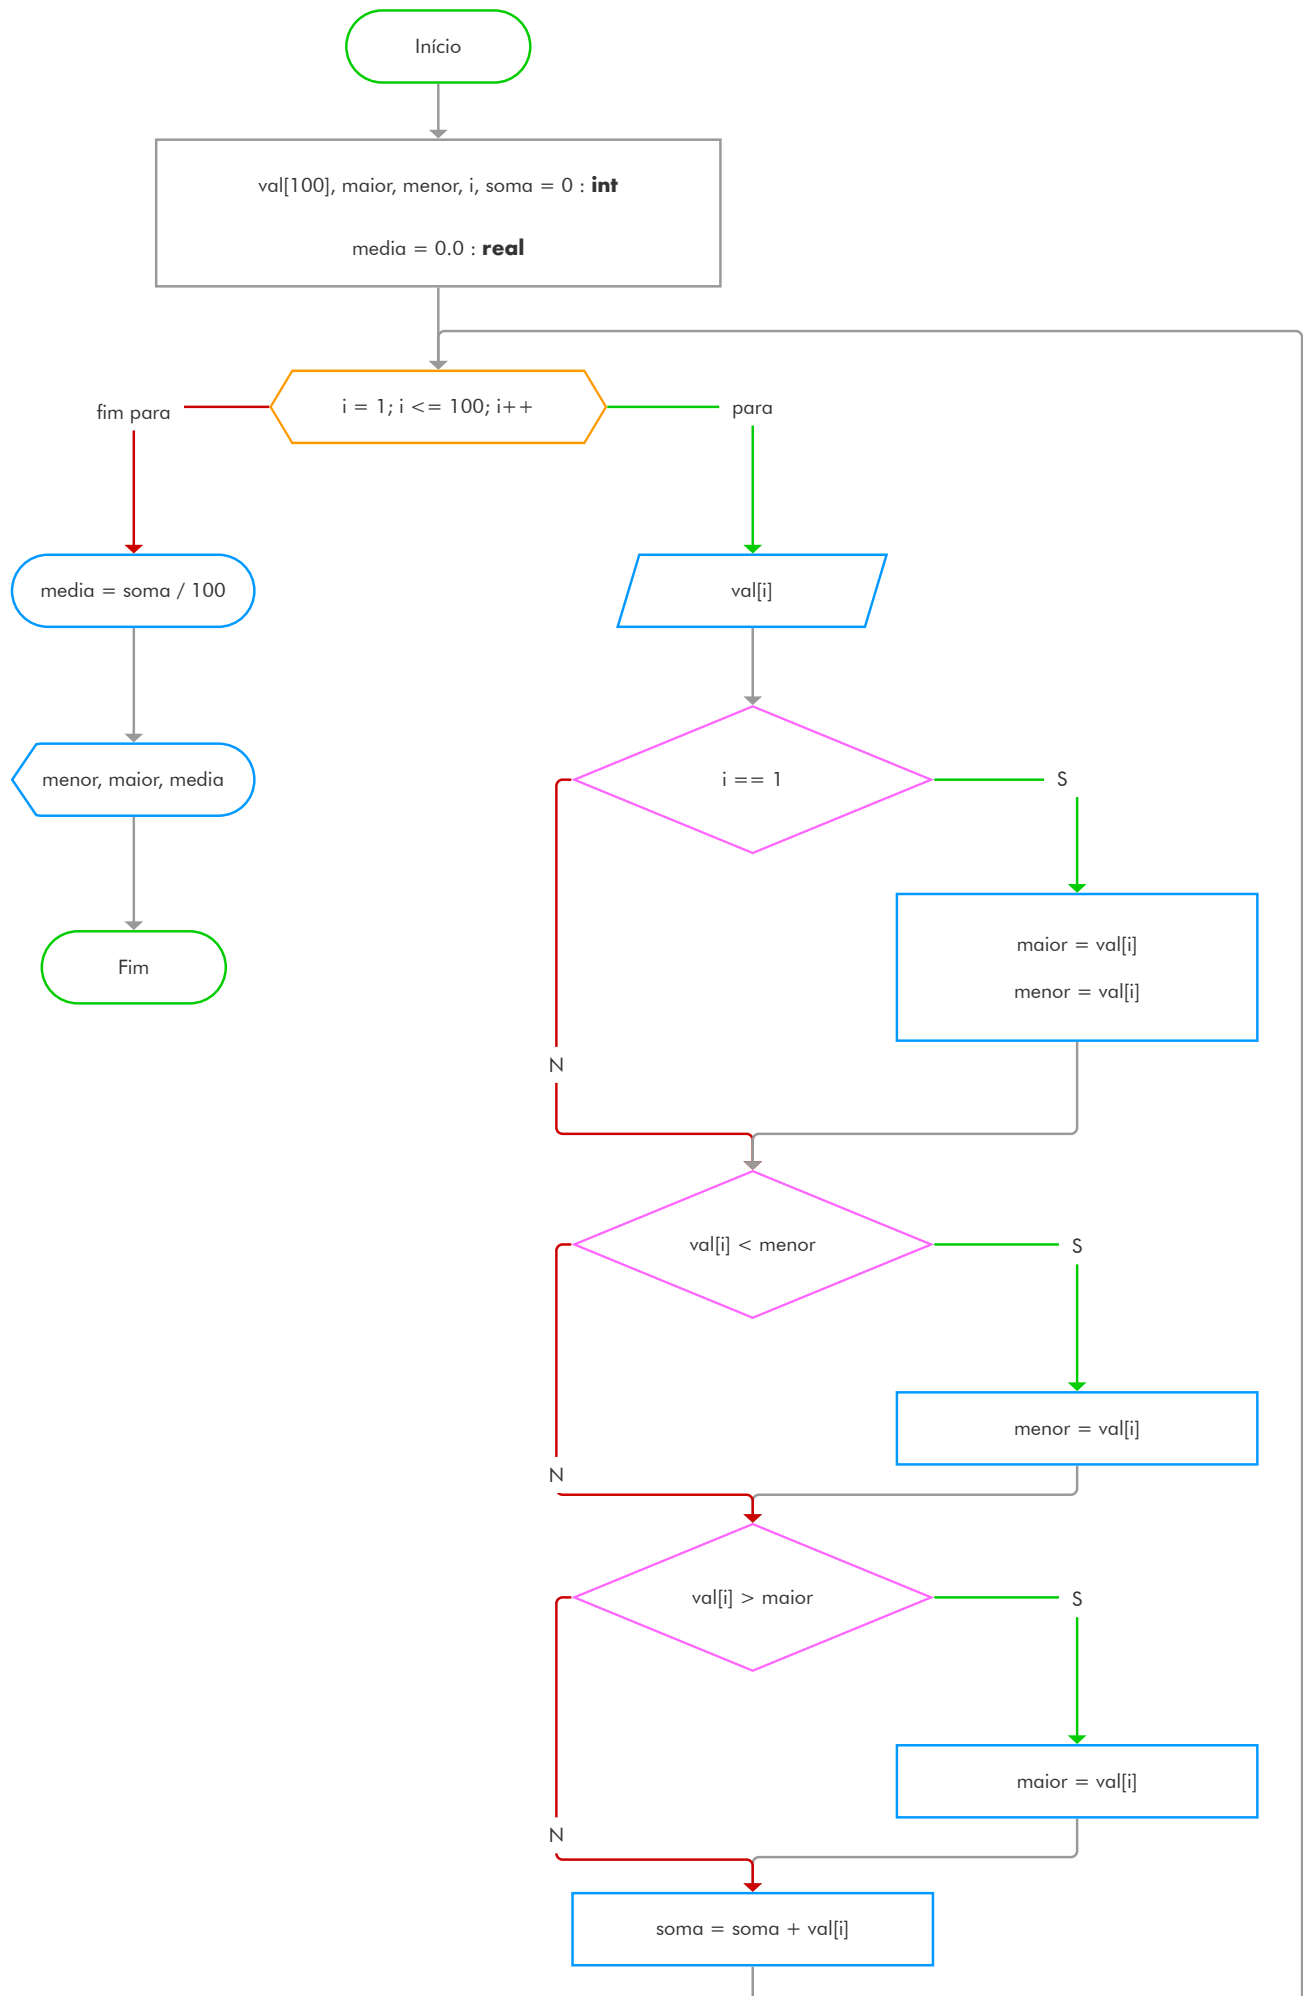 Início
val[100], maior, menor, i, soma = 0 : int
media = 0.0 : real
fim para
i = 1; i <= 100; i++
para
media = soma / 100
val[i]
menor, maior, media
i == 1
S
Fim
maior = val[i]
menor = val[i]
N
val[i] < menor
S
menor = val[i]
N
val[i] > maior
S
maior = val[i]
N
soma = soma + val[i]